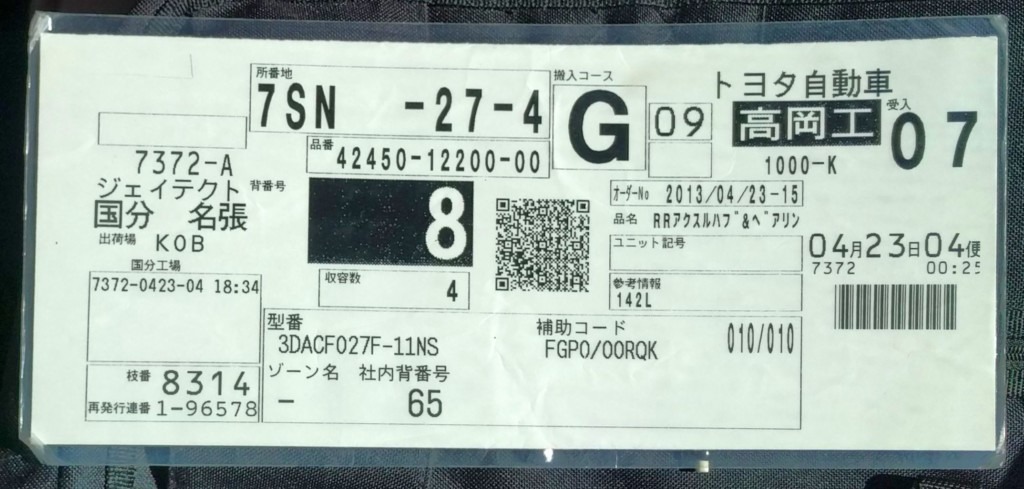 所番地
7SN -27-4
搬入コース
G
09
トヨタ自動車
高岡工
受入
07
1000-K
品番
42450-12200-00
7372-A
ジェイテクト
国分 名張
出荷場 KOB
国分工場
7372-0423-04 18:34
背番号
8
収容数
4
オーダーNo 2013/04/23-15
品名 RRアクスルハブ&ベアリン
ユニット記号
参考情報
142L
04月23日04便
7372 00:25
型番
3DACF027F-11NS
補助コード
FGP0/00RQK
010/010
ゾーン名 社内背番号
- 65
枝番 8314
再発行連番 1-96578